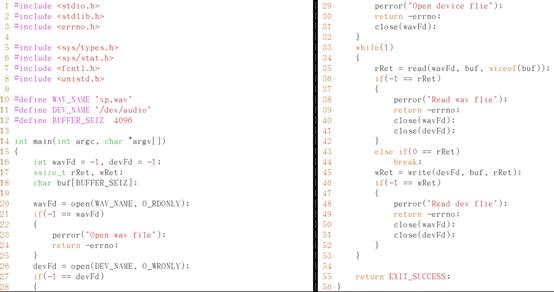 1 #include <stdio.h>
2 #include <stdlib.h>
3 #include <errno.h>
4
5 #include <sys/types.h>
6 #include <sys/stat.h>
7 #include <fcntl.h>
8 #include <unistd.h>
9
10 #define WAV_NAME "xp.wav"
11 #define DEV_NAME "/dev/audio"
12 #define BUFFER_SEIZ  4096
13
14 int main(int argc, char *argv[])
15 {
16     int wavFd = -1, devFd = -1;
17     ssize_t rRet, wRet;
18     char buf[BUFFER_SEIZ];
19
20     wavFd = open(WAV_NAME, O_RDONLY);
21     if(-1 == wavFd)
22     {
23         perror("Open wav file");
24         return -errno;
25     }
26     devFd = open(DEV_NAME, O_WRONLY);
27     if(-1 == devFd)
28     {
29         perror("Open device flie");
30         return -errno;
31         close(wavFd);
32     }
33     while(1)
34     {
35         rRet = read(wavFd, buf, sizeof(buf));
36         if(-1 == rRet)
37         {
38             perror("Read wav flie");
39             return -errno;
40             close(wavFd);
41             close(devFd);
42         }
43         else if(0 == rRet)
44             break;
45         wRet = write(devFd, buf, rRet);
46         if(-1 == wRet)
47         {
48             perror("Read dev flie");
49             return -errno;
50             close(wavFd);
51             close(devFd);
52         }
53     }
54
55     return EXIT_SUCCESS;
56 }